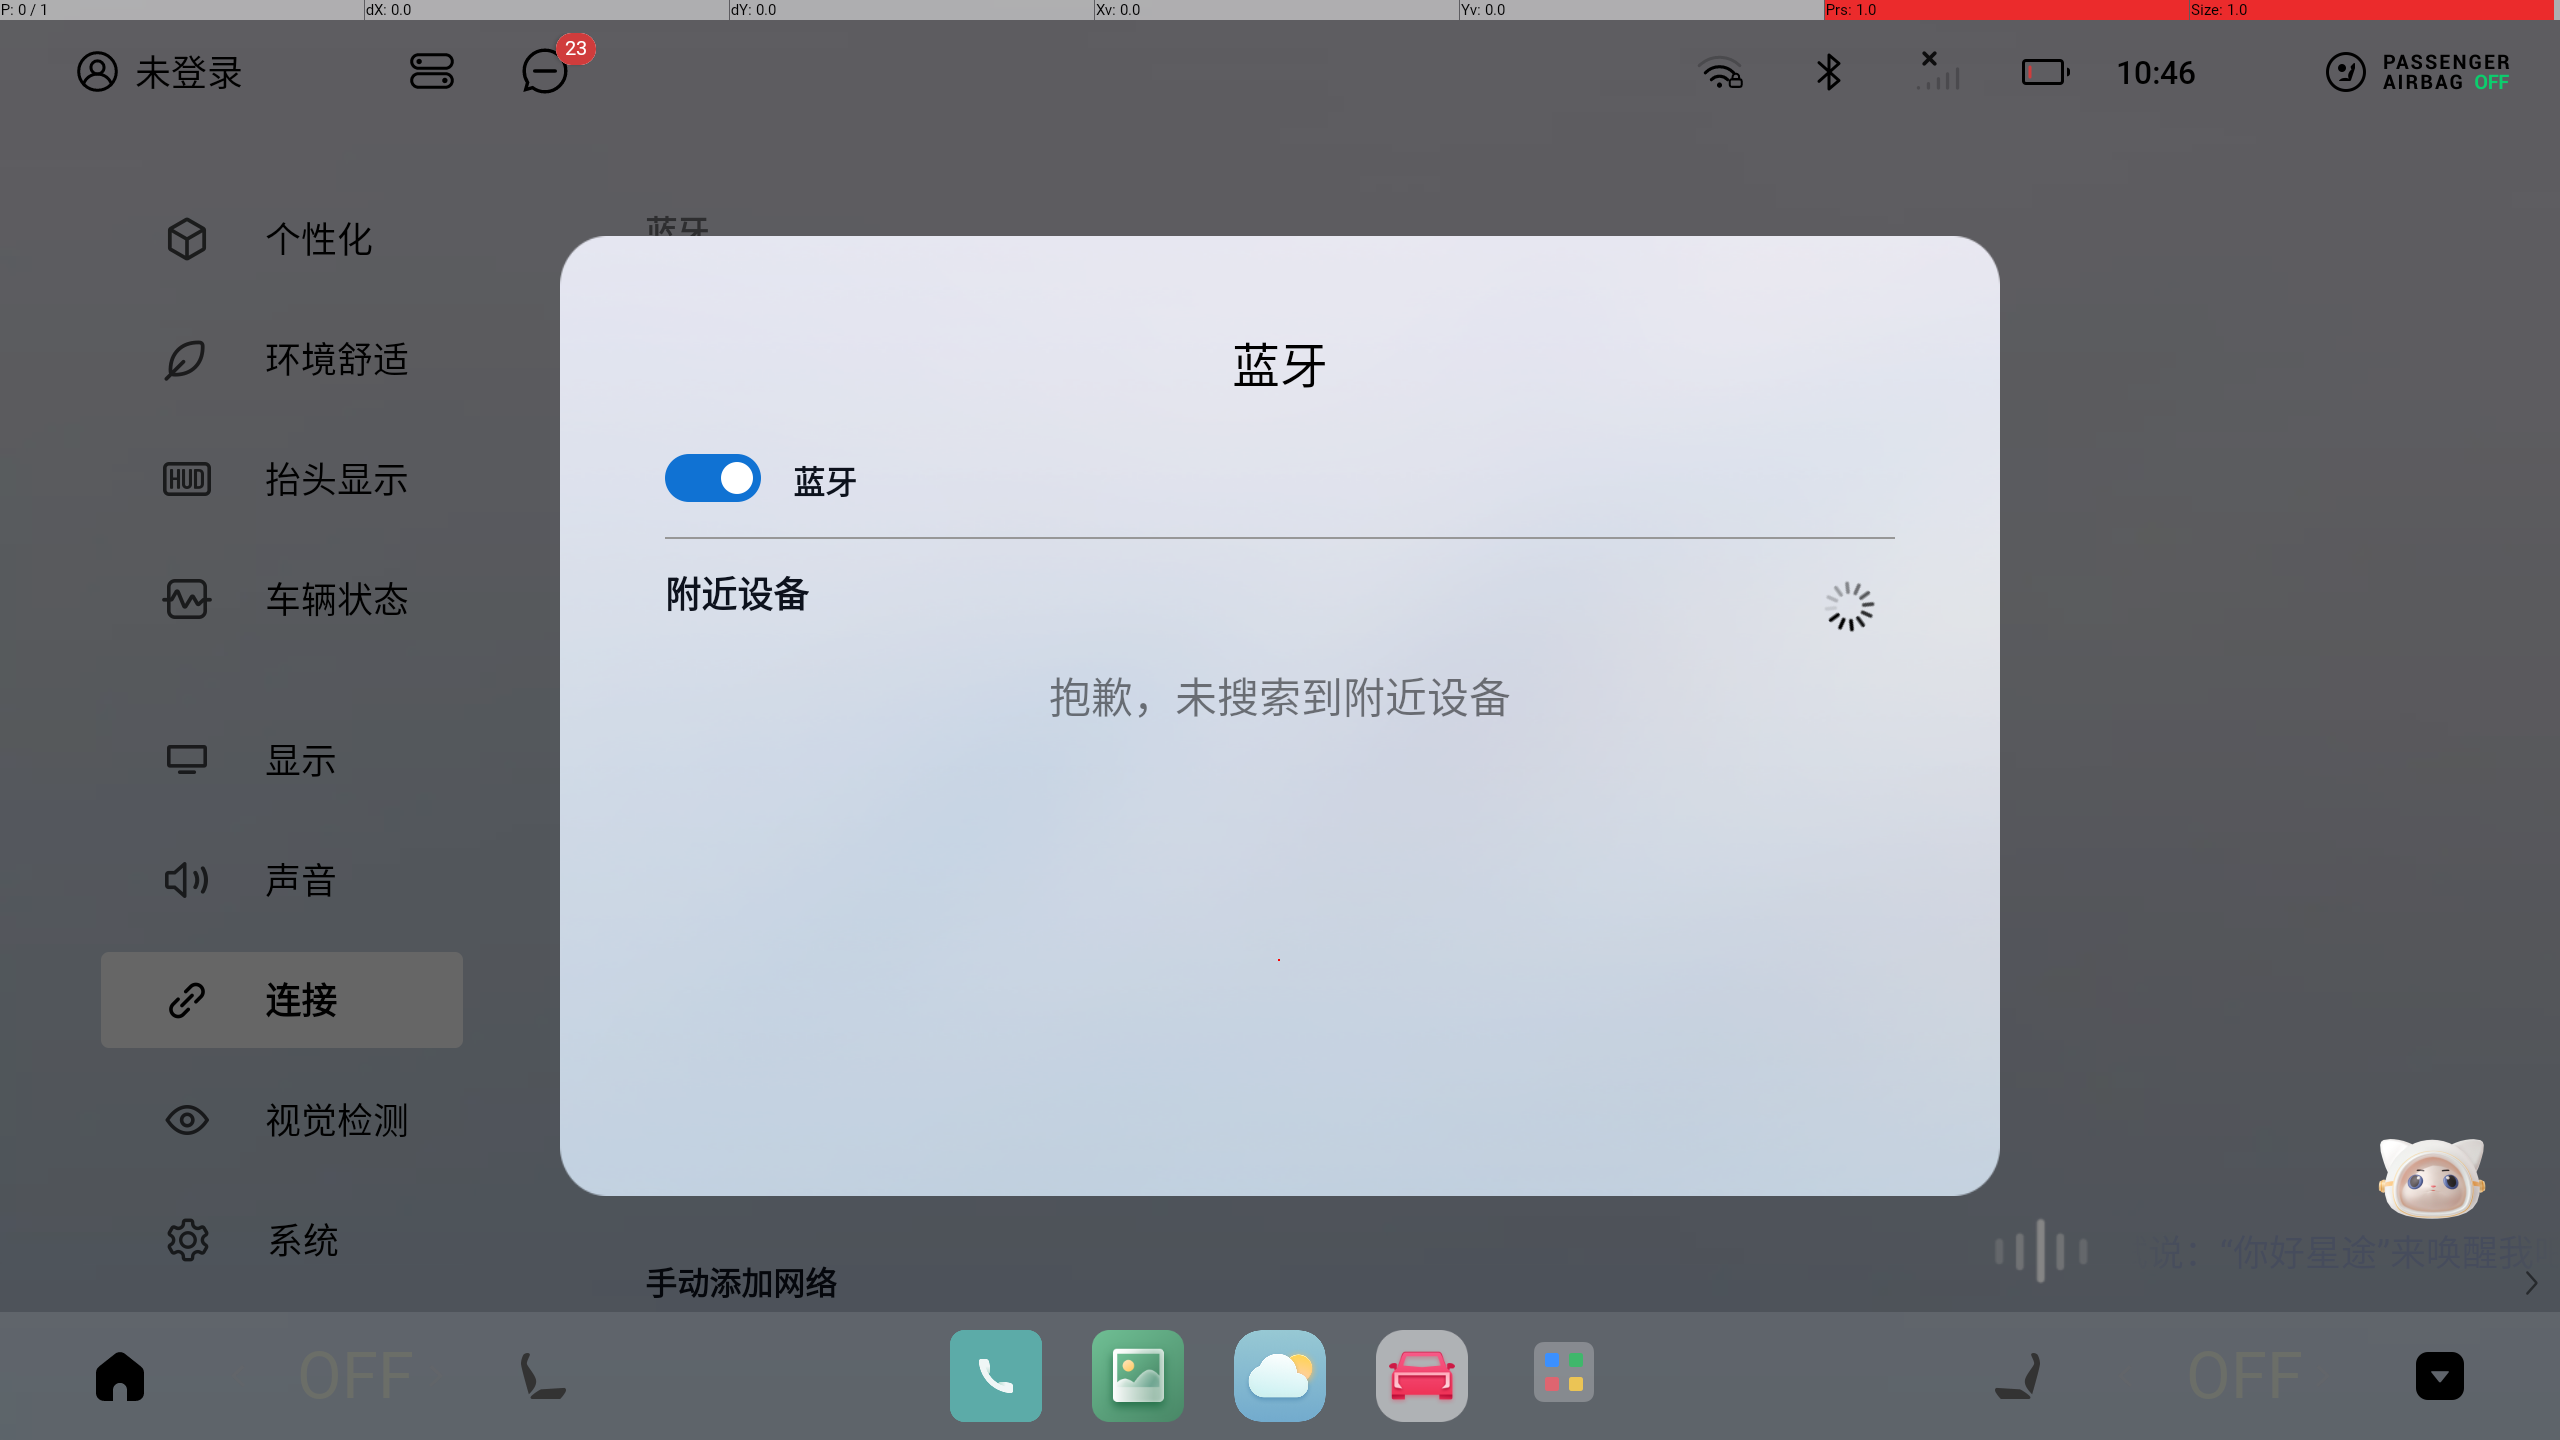 P: 0 / 1 dX: 0.0 dY: 0.0 Xv: 0.0 Yv: 0.0 Prs: 1.0 Size: 1.0
未登录 23 10:46 PASSENGER AIRBAG OFF
个性化
蓝牙
环境舒适
抬头显示
车辆状态
显示
声音
连接
视觉检测
系统
蓝牙
蓝牙
附近设备
抱歉，未搜索到附近设备
说："你好星途"来唤醒我
手动添加网络
OFF OFF
HUD